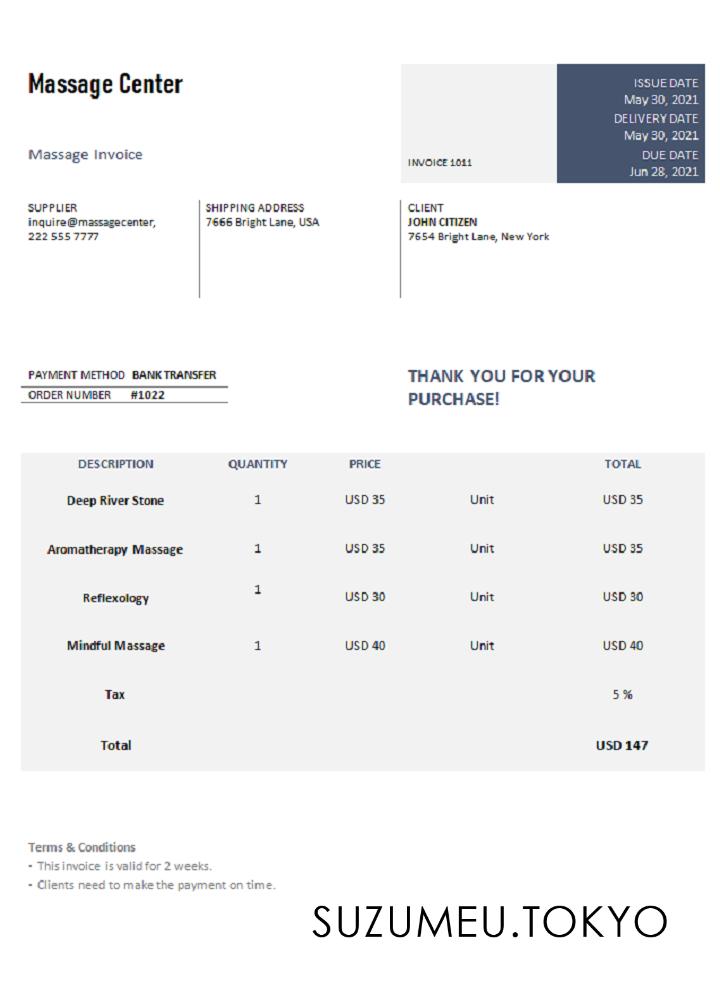 Massage Center
Massage Invoice
INVOICE 1011
ISSUE DATE
May 30, 2021
DELIVERY DATE
May 30, 2021
DUE DATE
Jun 28, 2021
SUPPLIER
inquire@massagecenter,
222 555 7777
SHIPPING ADDRESS
7666 Bright Lane, USA
CLIENT
JOHN CITIZEN
7654 Bright Lane, New York
PAYMENT METHOD BANK TRANSFER
ORDER NUMBER #1022
THANK YOU FOR YOUR
PURCHASE!
DESCRIPTION QUANTITY PRICE TOTAL
Deep River Stone 1 USD 35 Unit USD 35
Aromatherapy Massage 1 USD 35 Unit USD 35
Reflexology 1 USD 30 Unit USD 30
Mindful Massage 1 USD 40 Unit USD 40
Tax 5 %
Total USD 147
Terms & Conditions
- This invoice is valid for 2 weeks.
- Clients need to make the payment on time.
SUZUMEU.TOKYO